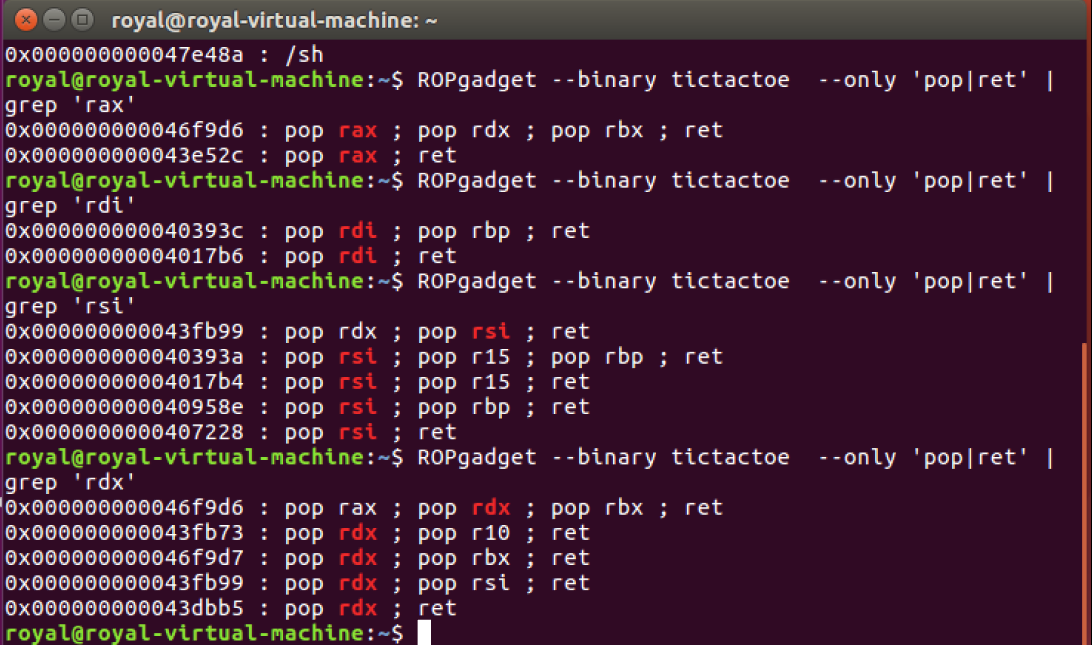 royal@royal-virtual-machine: ~
0x000000000047e48a : /sh
royal@royal-virtual-machine:~$ ROPgadget --binary tictactoe  --only 'pop|ret' |
grep 'rax'
0x000000000046f9d6 : pop rax ; pop rdx ; pop rbx ; ret
0x000000000043e52c : pop rax ; ret
royal@royal-virtual-machine:~$ ROPgadget --binary tictactoe  --only 'pop|ret' |
grep 'rdi'
0x000000000040393c : pop rdi ; pop rbp ; ret
0x00000000004017b6 : pop rdi ; ret
royal@royal-virtual-machine:~$ ROPgadget --binary tictactoe  --only 'pop|ret' |
grep 'rsi'
0x000000000043fb99 : pop rdx ; pop rsi ; ret
0x000000000040393a : pop rsi ; pop r15 ; pop rbp ; ret
0x00000000004017b4 : pop rsi ; pop r15 ; ret
0x000000000040958e : pop rsi ; pop rbp ; ret
0x0000000000407228 : pop rsi ; ret
royal@royal-virtual-machine:~$ ROPgadget --binary tictactoe  --only 'pop|ret' |
grep 'rdx'
0x000000000046f9d6 : pop rax ; pop rdx ; pop rbx ; ret
0x000000000043fb73 : pop rdx ; pop r10 ; ret
0x000000000046f9d7 : pop rdx ; pop rbx ; ret
0x000000000043fb99 : pop rdx ; pop rsi ; ret
0x000000000043dbb5 : pop rdx ; ret
royal@royal-virtual-machine:~$